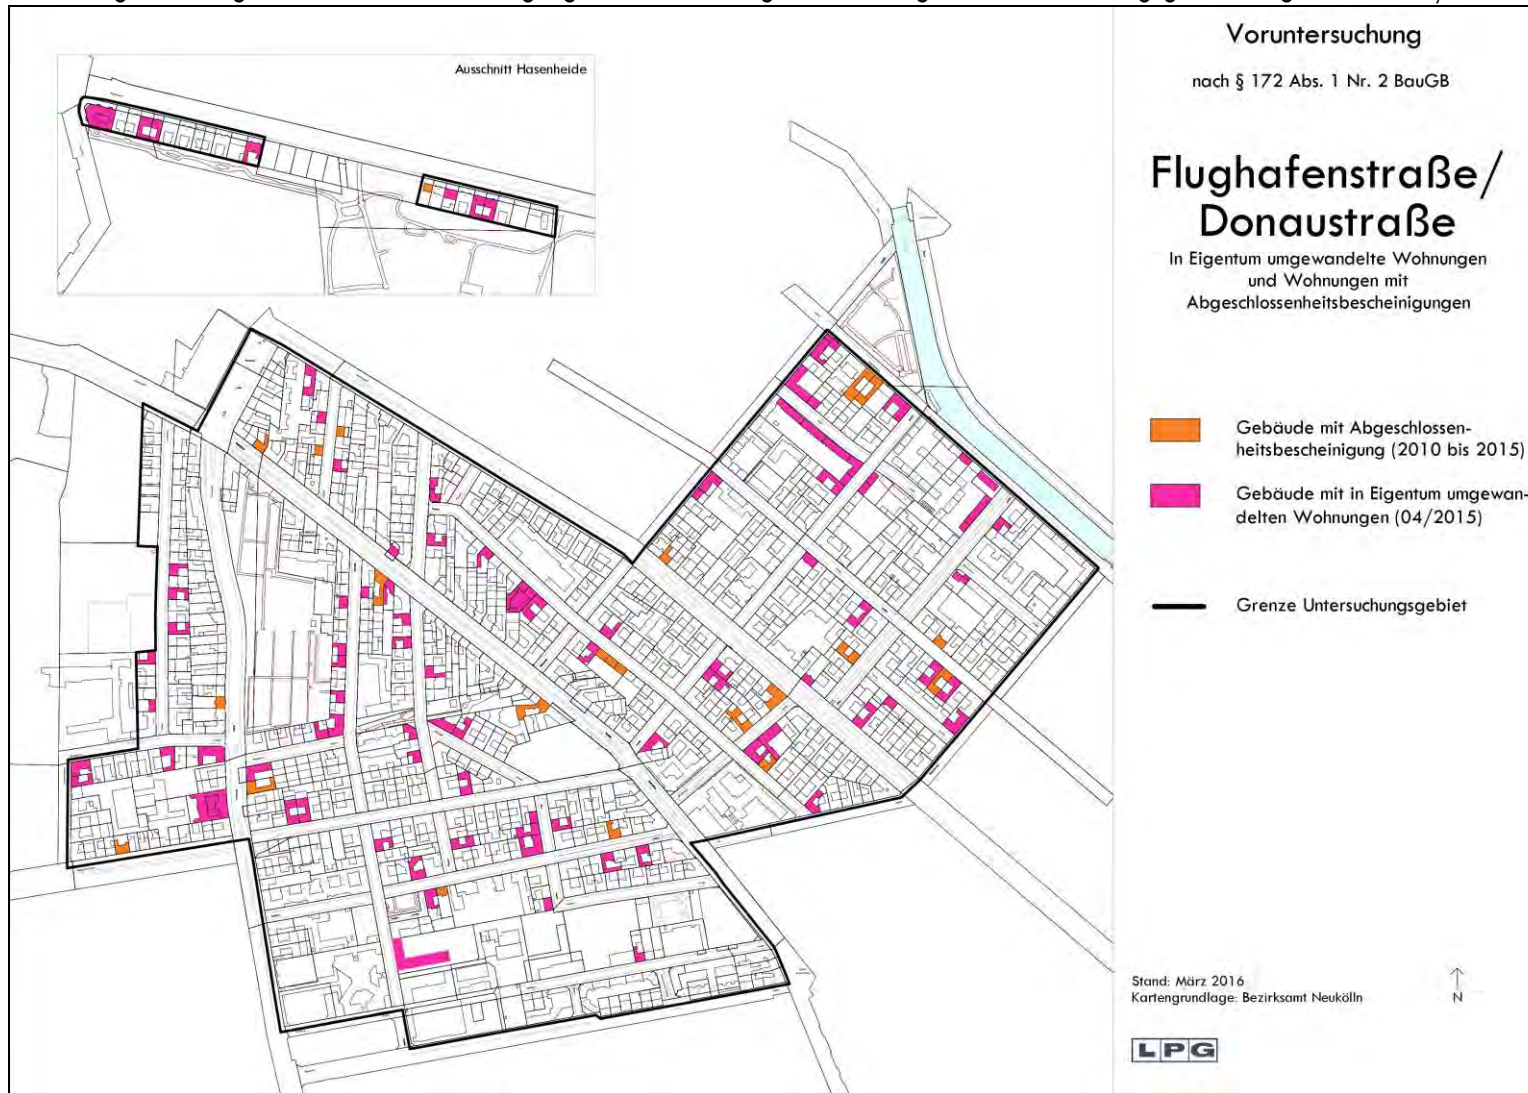 Ausschnitt Hasenheide
Voruntersuchung
nach § 172 Abs. 1 Nr. 2 BauGB
Flughafenstraße/
Donaustraße
In Eigentum umgewandelte Wohnungen
und Wohnungen mit
Abgeschlossenheitsbescheinigungen
Gebäude mit Abgeschlossen-
heitsbescheinigung (2010 bis 2015)
Gebäude mit in Eigentum umgewan-
delten Wohnungen (04/2015)
Grenze Untersuchungsgebiet
Stand: März 2016
Kartengrundlage: Bezirksamt Neukölln
N
LPG